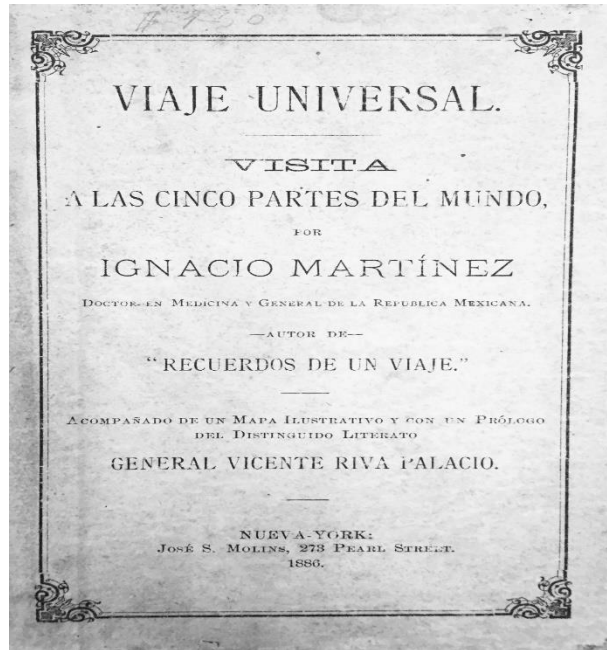 VIAJE UNIVERSAL.
VISITA
A LAS CINCO PARTES DEL MUNDO,
POR
IGNACIO MARTÍNEZ
DOCTOR EN MEDICINA Y GENERAL DE LA REPUBLICA MEXICANA.
—AUTOR DE—
"RECUERDOS DE UN VIAJE."
ACOMPAÑADO DE UN MAPA ILUSTRATIVO Y CON UN PRÓLOGO
DEL DISTINGUIDO LITERATO
GENERAL VICENTE RIVA PALACIO.
NUEVA-YORK:
JOSÉ S. MOLINS, 273 PEARL STREET.
1886.